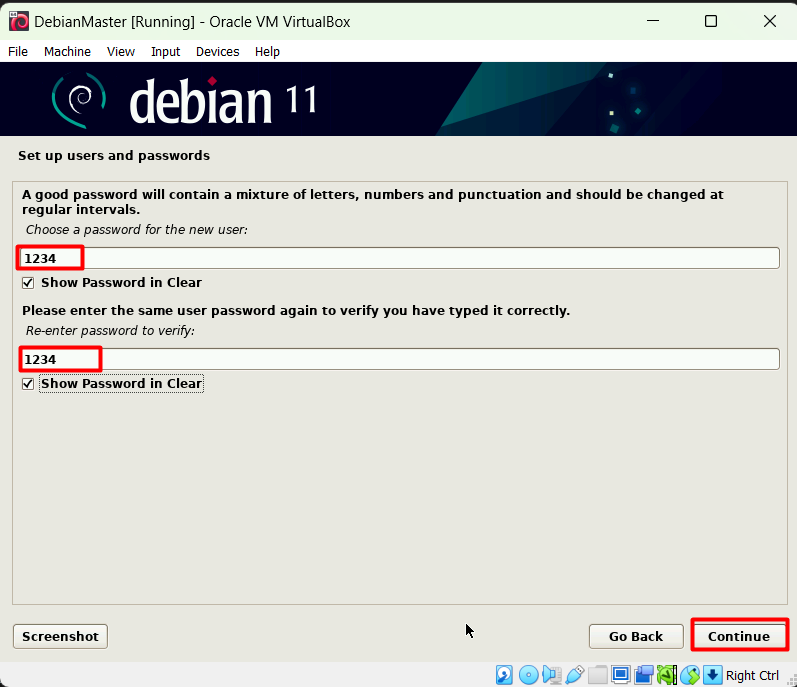 DebianMaster [Running] - Oracle VM VirtualBox
File Machine View Input Devices Help
debian 11
Set up users and passwords
A good password will contain a mixture of letters, numbers and punctuation and should be changed at
regular intervals.
Choose a password for the new user:
1234
Show Password in Clear
Please enter the same user password again to verify you have typed it correctly.
Re-enter password to verify:
1234
Show Password in Clear
Screenshot Go Back Continue
Right Ctrl